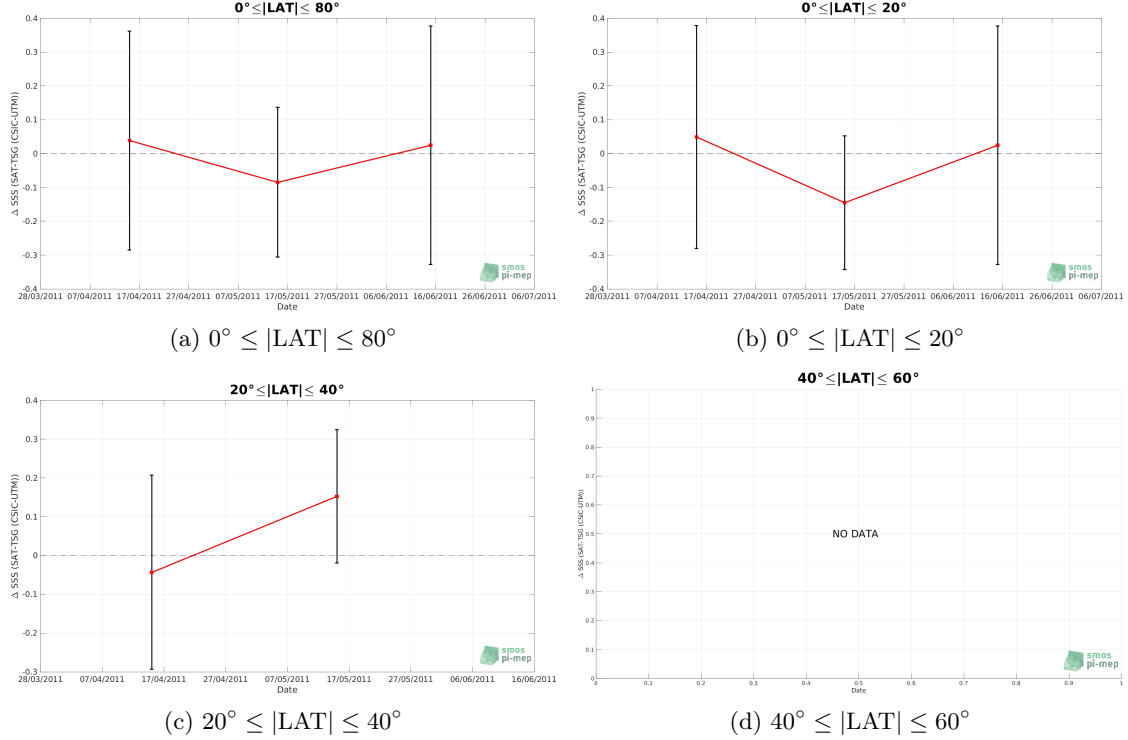 0°≤|LAT|≤ 80°
0.4
0.3
0.2
0.1
0
-0.1
-0.2
-0.3
-0.4
Δ SSS (SAT-TSG (CSIC-UTM))
28/03/2011 07/04/2011 17/04/2011 27/04/2011 07/05/2011 17/05/2011 27/05/2011 06/06/2011 16/06/2011 26/06/2011 06/07/2011
Date
smos
pi-mep
(a) 0° ≤ |LAT| ≤ 80°
0°≤|LAT|≤ 20°
0.4
0.3
0.2
0.1
0
-0.1
-0.2
-0.3
-0.4
Δ SSS (SAT-TSG (CSIC-UTM))
28/03/2011 07/04/2011 17/04/2011 27/04/2011 07/05/2011 17/05/2011 27/05/2011 06/06/2011 16/06/2011 26/06/2011 06/07/2011
Date
smos
pi-mep
(b) 0° ≤ |LAT| ≤ 20°
20°≤|LAT|≤ 40°
0.4
0.3
0.2
0.1
0
-0.1
-0.2
-0.3
Δ SSS (SAT-TSG (CSIC-UTM))
28/03/2011 07/04/2011 17/04/2011 27/04/2011 07/05/2011 17/05/2011 27/05/2011 06/06/2011 16/06/2011
Date
smos
pi-mep
(c) 20° ≤ |LAT| ≤ 40°
40°≤|LAT|≤ 60°
1
0.9
0.8
0.7
0.6
0.5
0.4
0.3
0.2
0.1
0
Δ SSS (SAT-TSG (CSIC-UTM))
NO DATA
0 0.1 0.2 0.3 0.4 0.5 0.6 0.7 0.8 0.9 1
Date
smos
pi-mep
(d) 40° ≤ |LAT| ≤ 60°